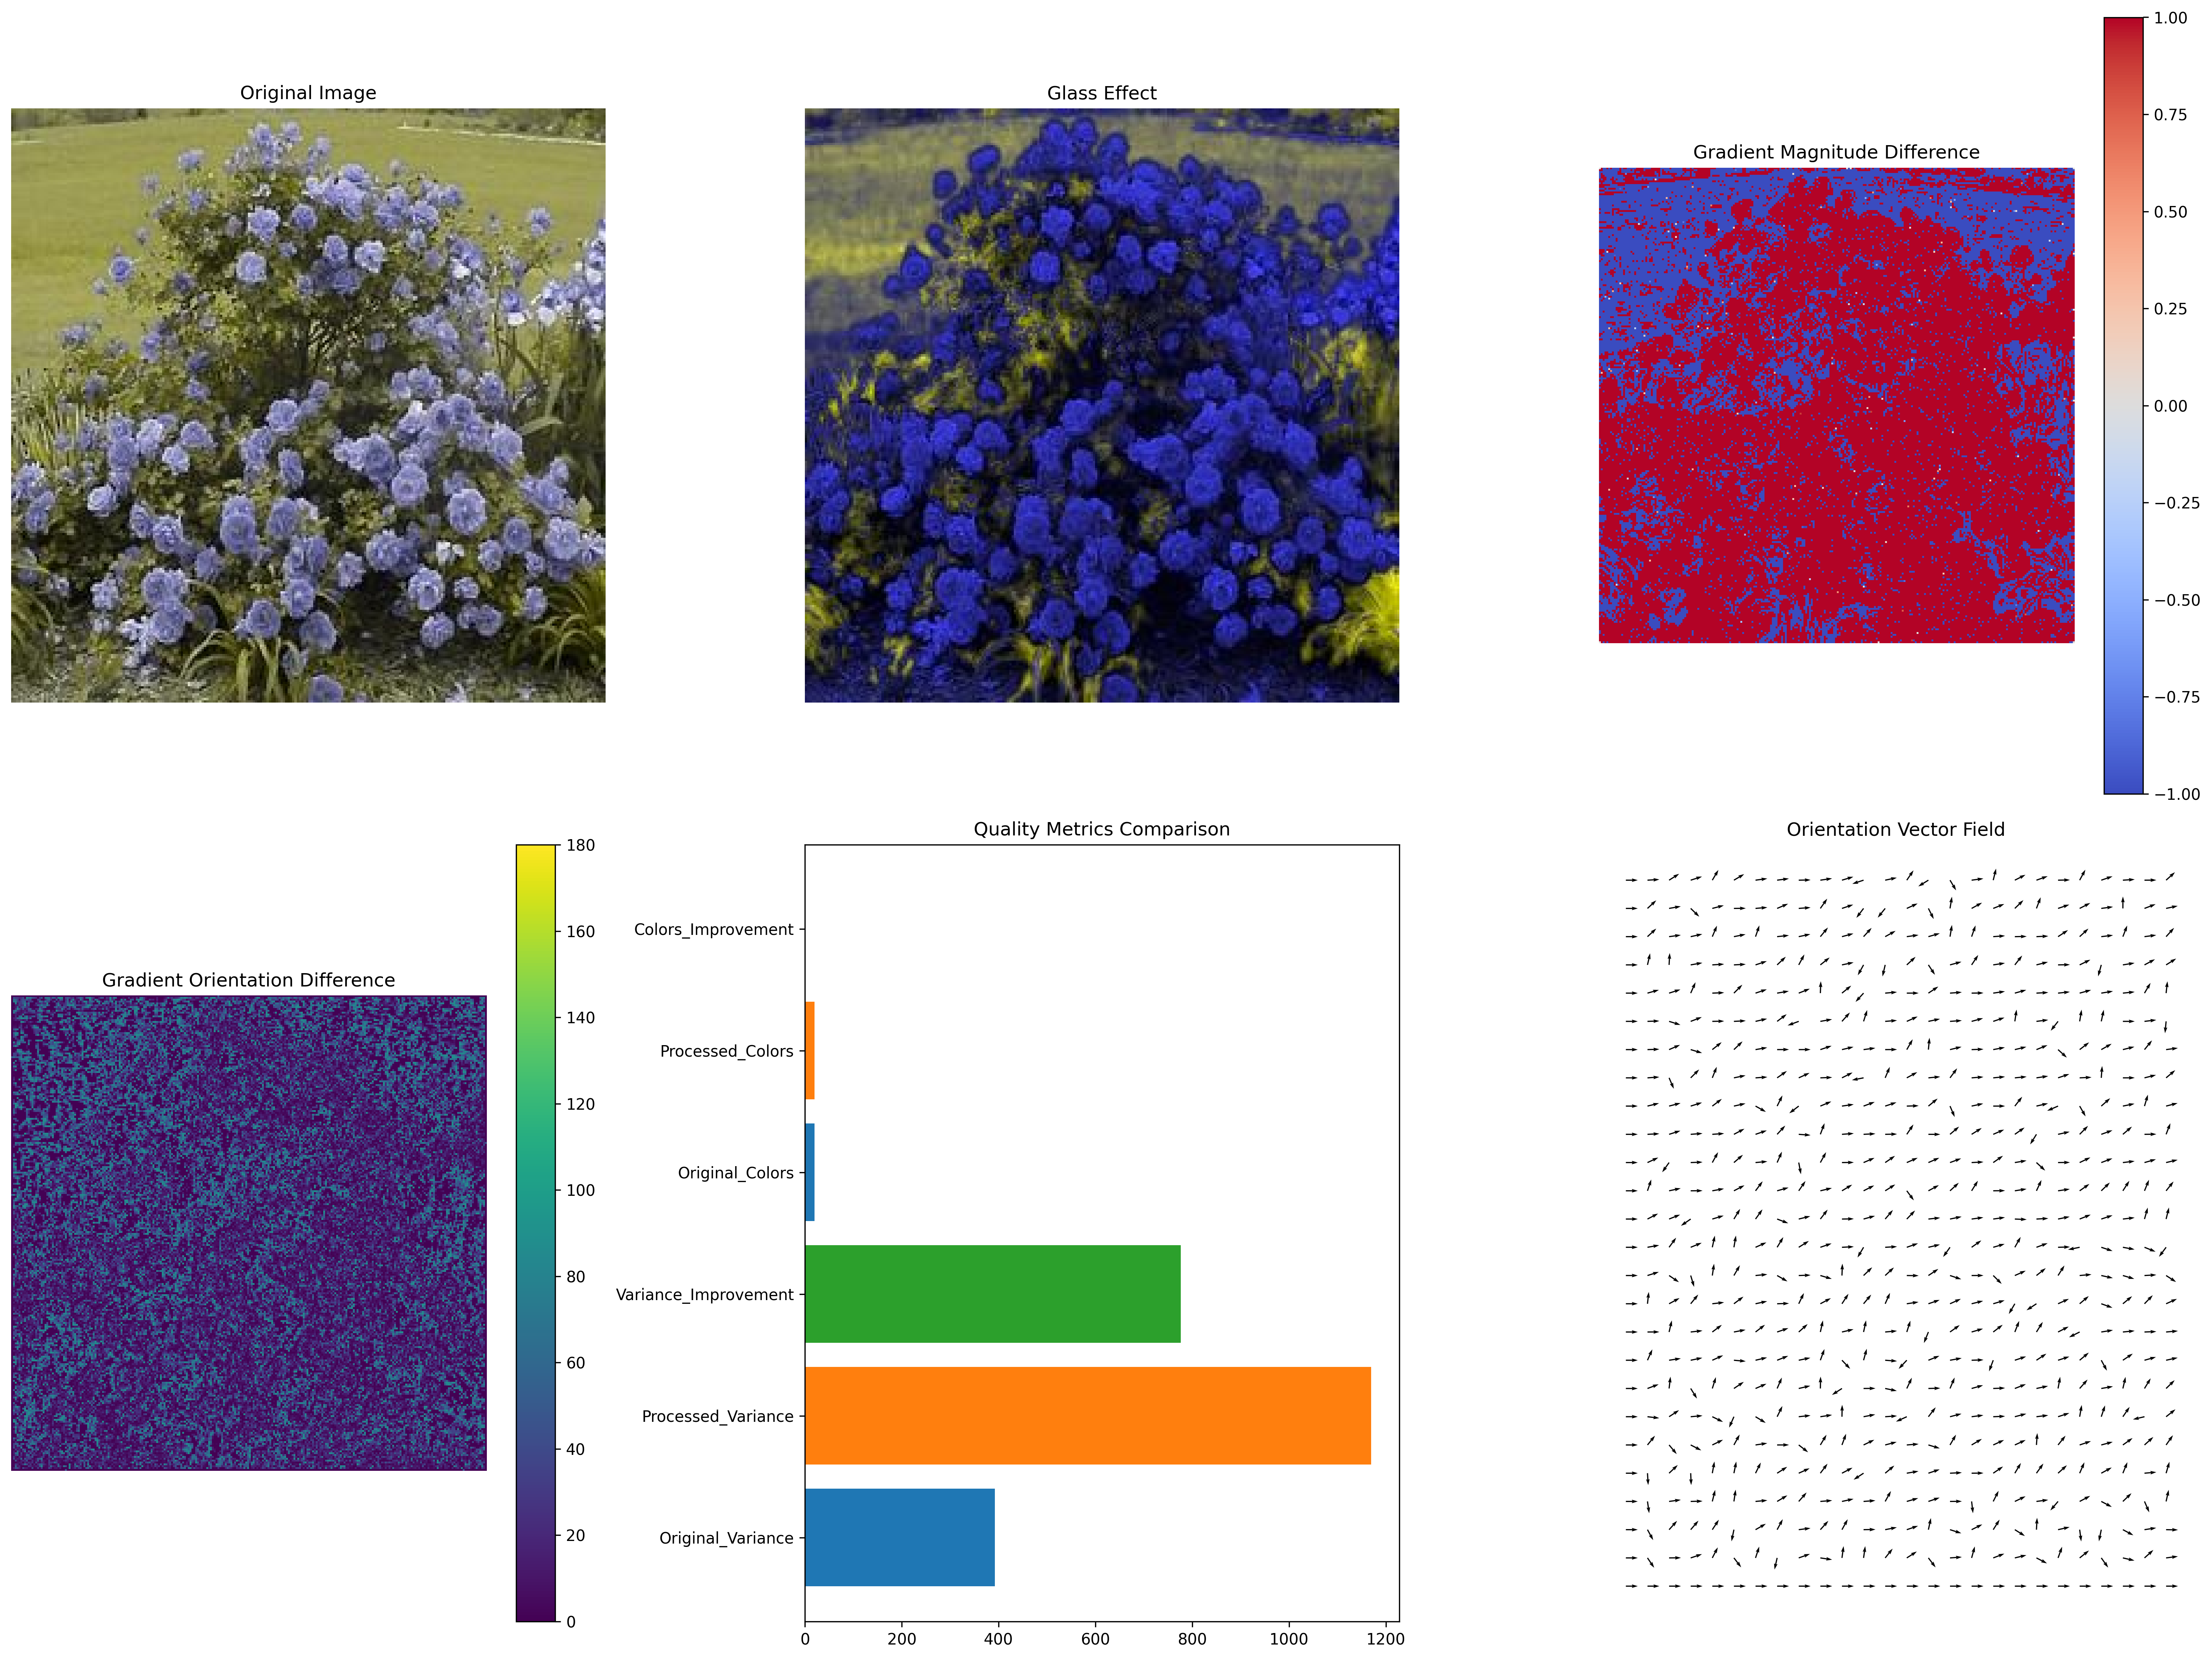 Original Image
Glass Effect
Gradient Magnitude Difference
1.00
0.75
0.50
0.25
0.00
−0.25
−0.50
−0.75
−1.00
Gradient Orientation Difference
180
160
140
120
100
80
60
40
20
0
Quality Metrics Comparison
Colors_Improvement
Processed_Colors
Original_Colors
Variance_Improvement
Processed_Variance
Original_Variance
0 200 400 600 800 1000 1200
Orientation Vector Field